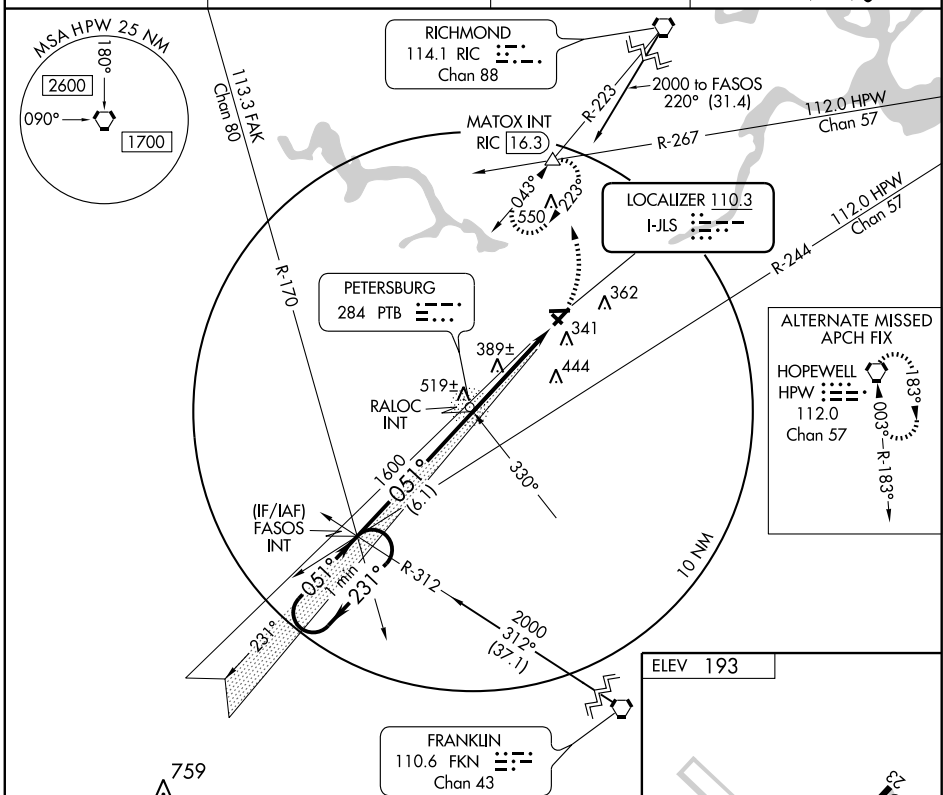 MSA HPW 25 NM
180°
2600
090°
1700
113.3 FAK
Chan 80
RICHMOND
114.1 RIC
Chan 88
R-223
2000 to FASOS
220° (31.4)
MATOX INT
RIC 16.3
R-267
112.0 HPW
Chan 57
043°
550
223°
LOCALIZER 110.3
I-JLS
112.0 HPW
Chan 57
R-244
R-170
PETERSBURG
284 PTB
362
341
389±
444
519±
RALOC
INT
ALTERNATE MISSED
APCH FIX
HOPEWELL
HPW
112.0
Chan 57
183°
003°
R-183°
330°
1600
051°
(6.1)
(IF/IAF)
FASOS
INT
051°
1 min
231°
231°
R-312
2000
312°
(37.1)
10 NM
FRANKLIN
110.6 FKN
Chan 43
ELEV 193
759
23